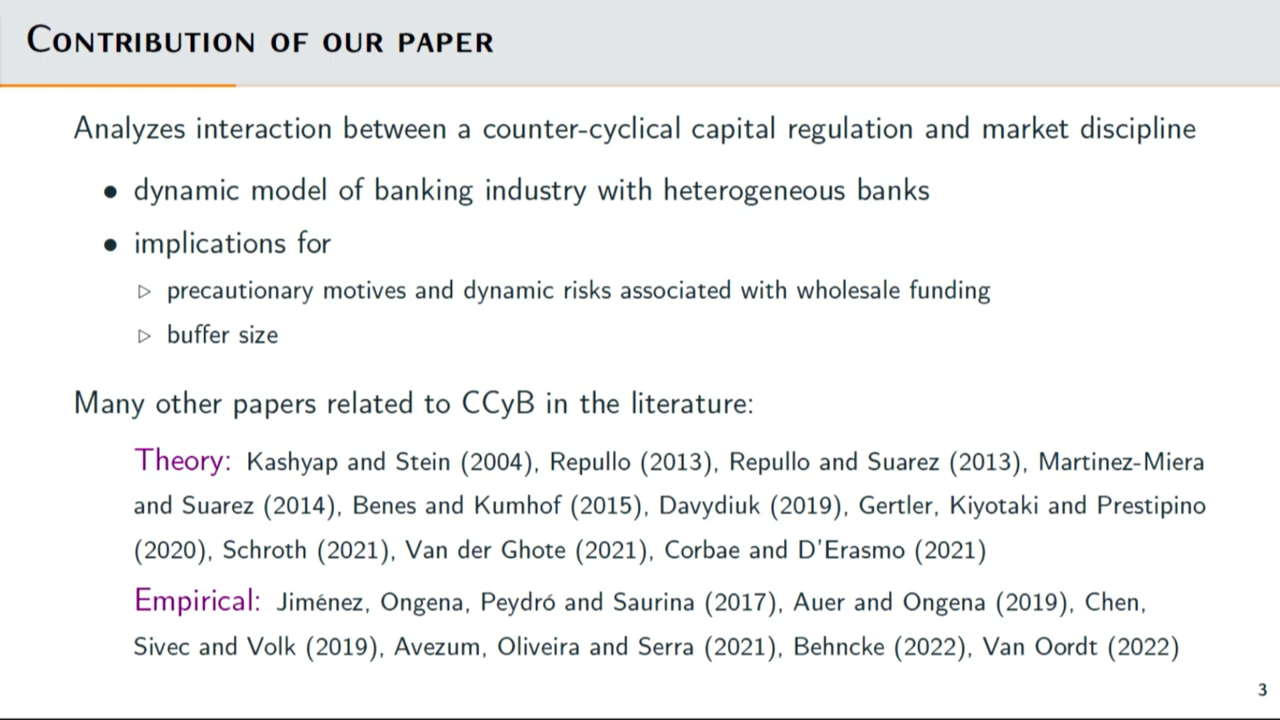 Contribution of our paper
Analyzes interaction between a counter-cyclical capital regulation and market discipline
• dynamic model of banking industry with heterogeneous banks
• implications for
▷ precautionary motives and dynamic risks associated with wholesale funding
▷ buffer size
Many other papers related to CCyB in the literature:
Theory: Kashyap and Stein (2004), Repullo (2013), Repullo and Suarez (2013), Martinez-Miera
and Suarez (2014), Benes and Kumhof (2015), Davydiuk (2019), Gertler, Kiyotaki and Prestipino
(2020), Schroth (2021), Van der Ghote (2021), Corbae and D'Erasmo (2021)
Empirical: Jiménez, Ongena, Peydró and Saurina (2017), Auer and Ongena (2019), Chen,
Sivec and Volk (2019), Avezum, Oliveira and Serra (2021), Behncke (2022), Van Oordt (2022)
3